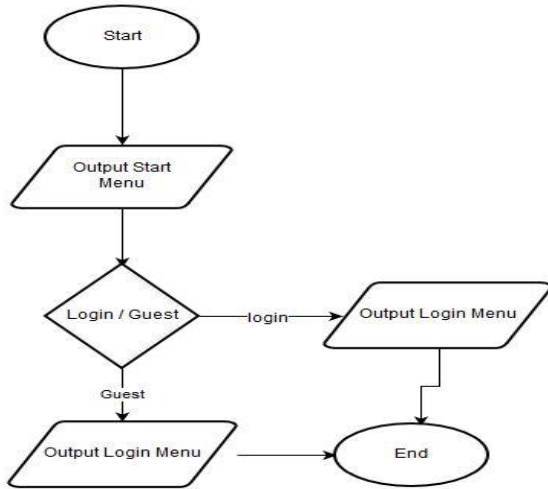 Start
Output Start
Menu
Login / Guest
login
Output Login Menu
Guest
Output Login Menu
End